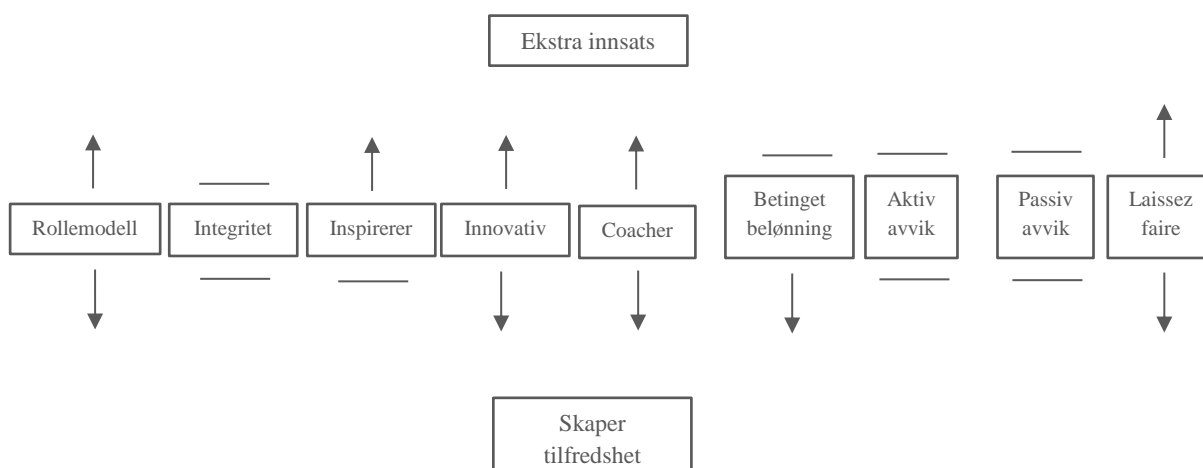 Ekstra innsats
Rollemodell
Integritet
Inspirerer
Innovativ
Coacher
Betinget
belønning
Aktiv
avvik
Passiv
avvik
Laissez
faire
Skaper
tilfredshet